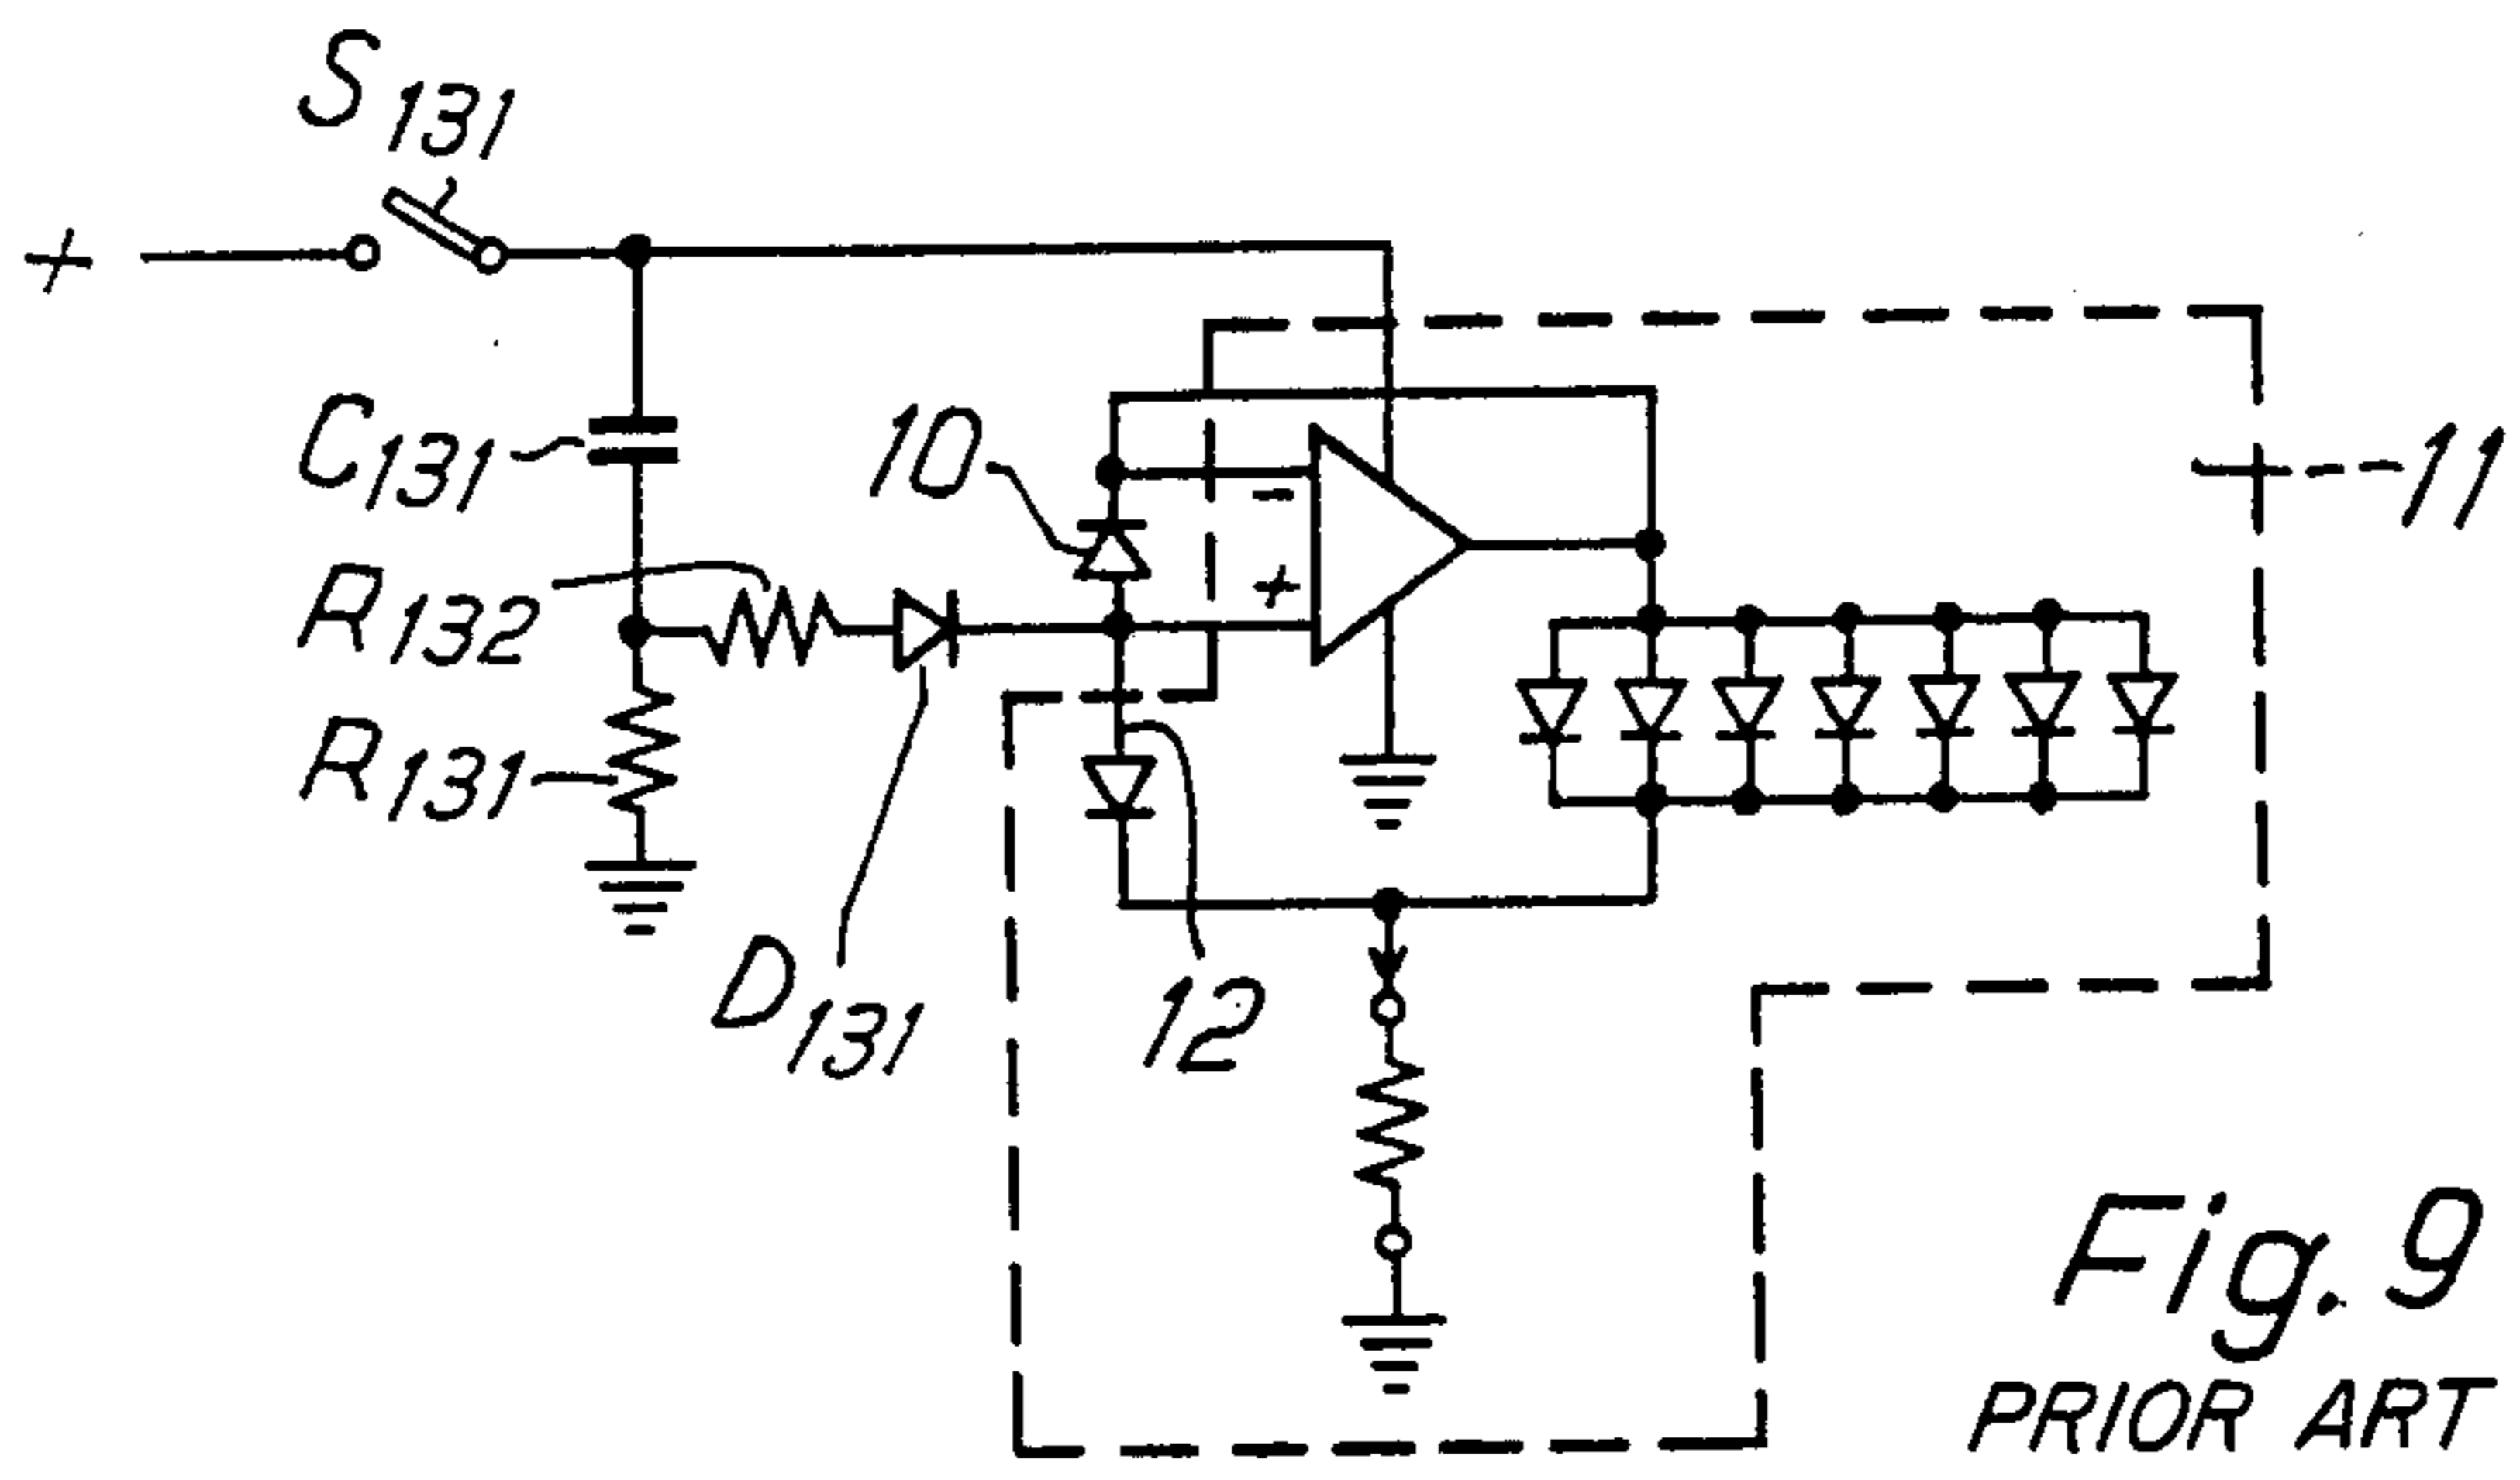 S131
+
C131
10
11
-
R132
+
R131
D131
12
Fig. 9
PRIOR ART